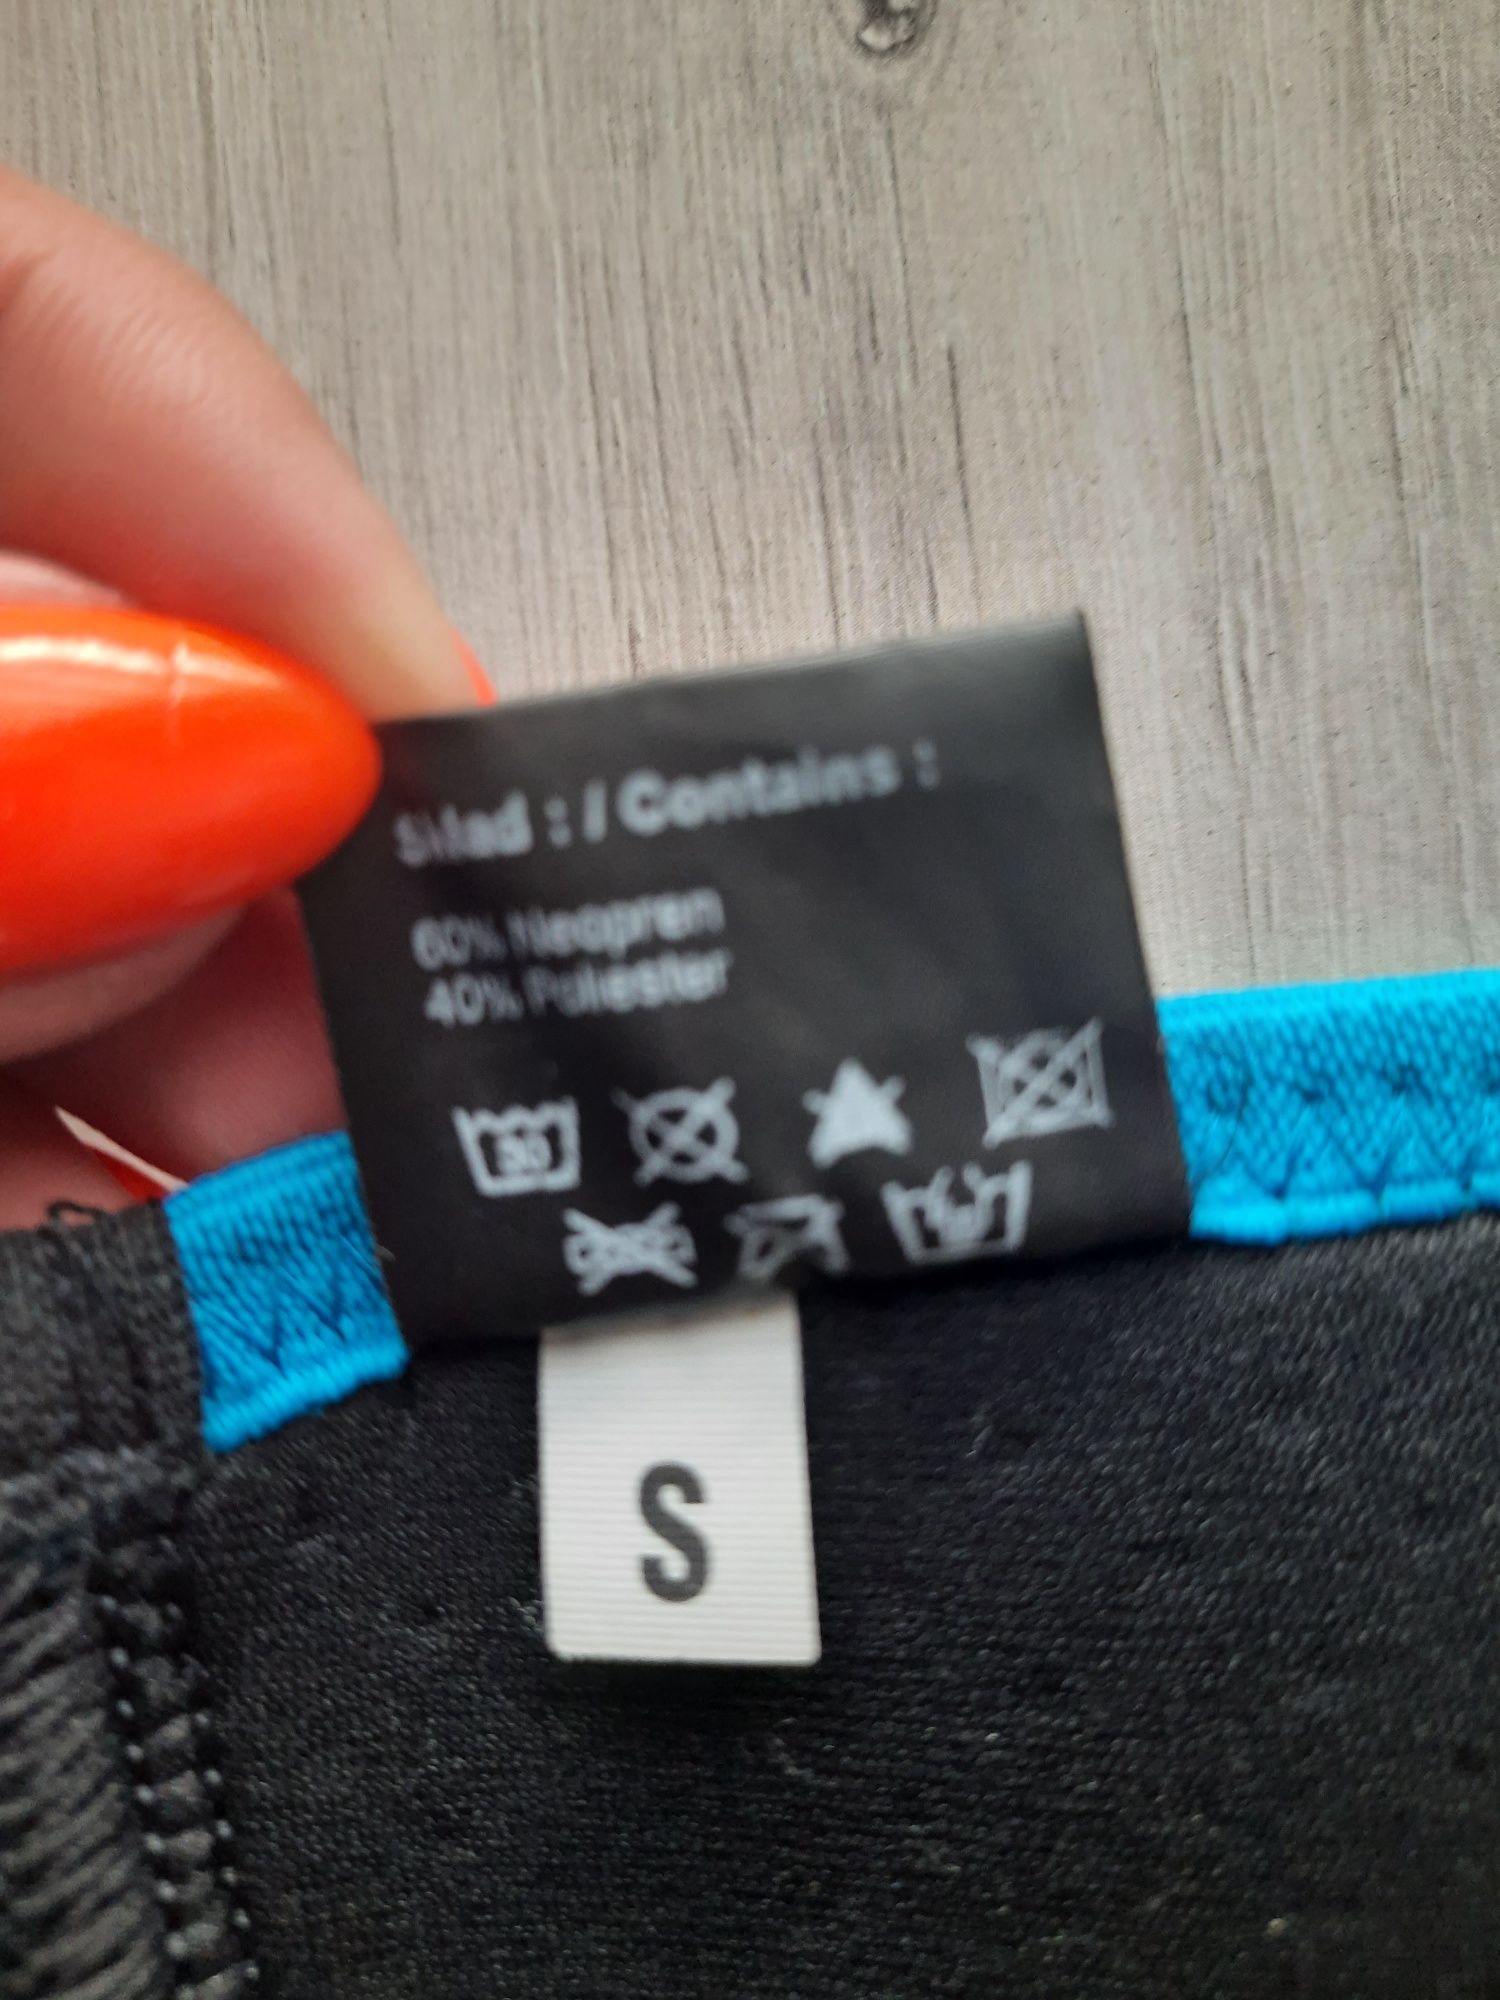 Skład : / Contains :
60% Neopren
40% Poliester
30
S